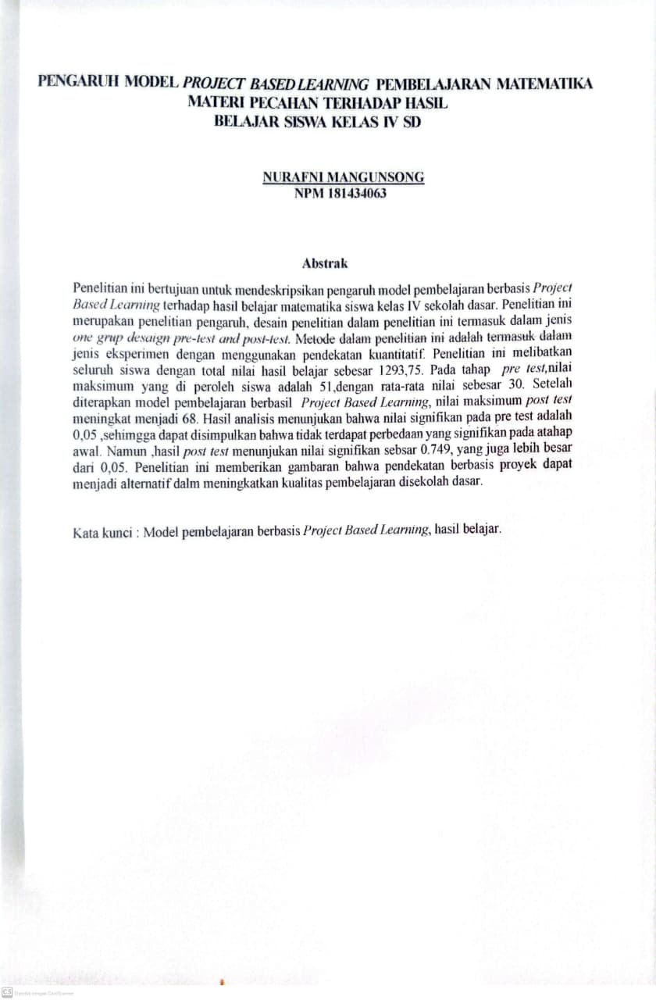 PENGARUH MODEL PROJECT BASED LEARNING PEMBELAJARAN MATEMATIKA
MATERI PECAHAN TERHADAP HASIL
BELAJAR SISWA KELAS IV SD
NURAFNI MANGUNSONG
NPM 181434063
Abstrak
Penelitian ini bertujuan untuk mendeskripsikan pengaruh model pembelajaran berbasis Project
Based Learning terhadap hasil belajar matematika siswa kelas IV sekolah dasar. Penelitian ini
merupakan penelitian pengaruh, desain penelitian dalam penelitian ini termasuk dalam jenis
one grup desaign pre-test and post-test. Metode dalam penelitian ini adalah termasuk dalam
jenis eksperimen dengan menggunakan pendekatan kuantitatif. Penelitian ini melibatkan
seluruh siswa dengan total nilai hasil belajar sebesar 1293,75. Pada tahap pre test,nilai
maksimum yang di peroleh siswa adalah 51,dengan rata-rata nilai sebesar 30. Setelah
diterapkan model pembelajaran berbasil Project Based Learning, nilai maksimum post test
meningkat menjadi 68. Hasil analisis menunjukan bahwa nilai signifikan pada pre test adalah
0,05 ,sehimgga dapat disimpulkan bahwa tidak terdapat perbedaan yang signifikan pada atahap
awal. Namun ,hasil post test menunjukan nilai signifikan sebsar 0.749, yang juga lebih besar
dari 0,05. Penelitian ini memberikan gambaran bahwa pendekatan berbasis proyek dapat
menjadi alternatif dalm meningkatkan kualitas pembelajaran disekolah dasar.
Kata kunci : Model pembelajaran berbasis Project Based Learning, hasil belajar.
CS Dipindai dengan CamScanner